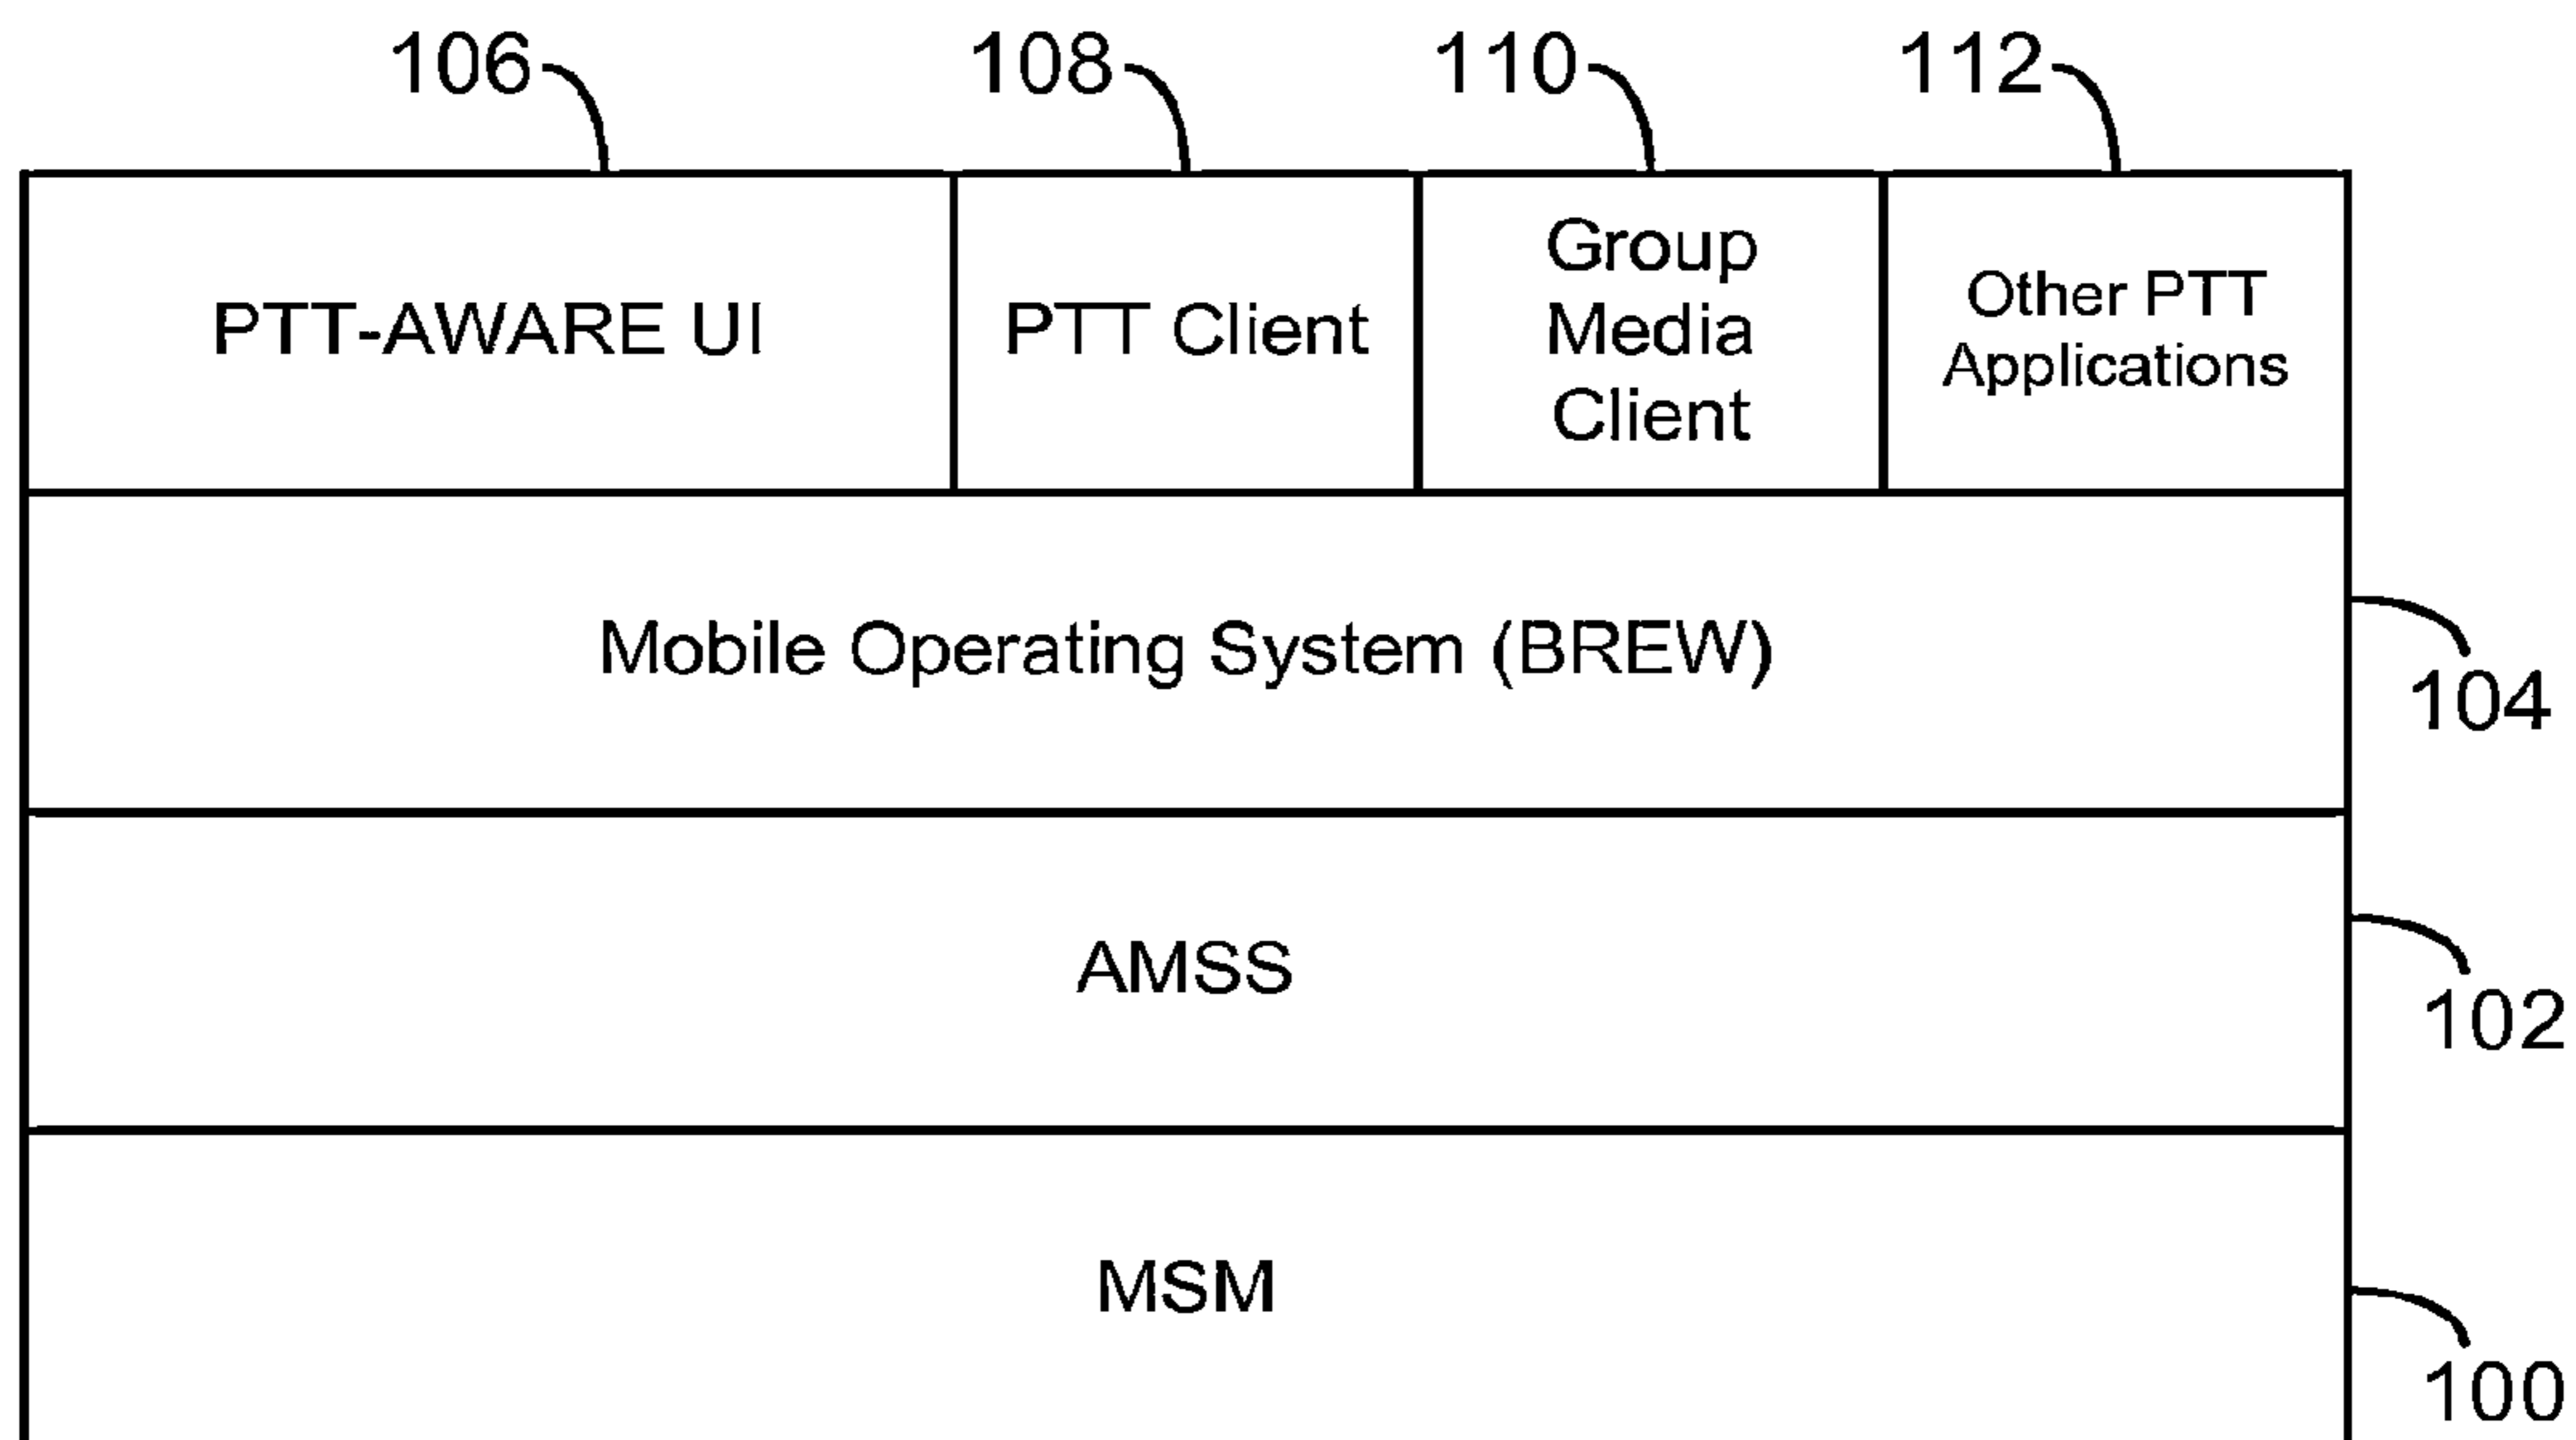 106
108
110
112
PTT-AWARE UI
PTT Client
Group
Media
Client
Other PTT
Applications
Mobile Operating System (BREW)
104
AMSS
102
MSM
100